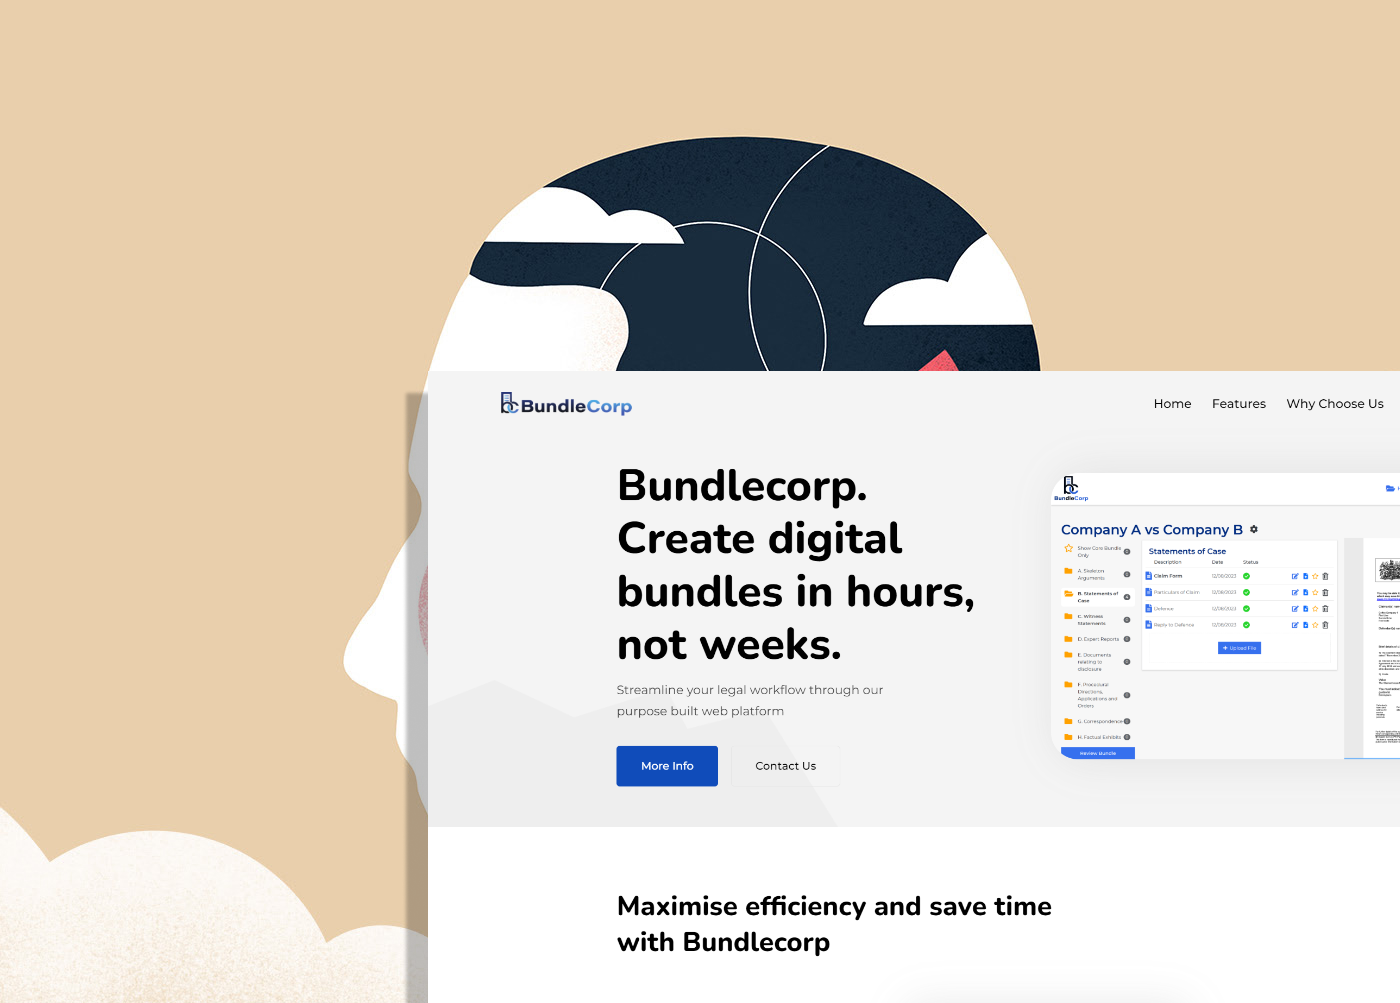 BundleCorp
Home Features Why Choose Us
Bundlecorp.
Create digital
bundles in hours,
not weeks.
Streamline your legal workflow through our
purpose built web platform
More Info Contact Us
BundleCorp
Company A vs Company B
Show Core Bundle
Only
A. Skeleton
Arguments
B. Statements of
Case
C. Witness
Statements
D. Expert Reports
E. Documents
relating to
disclosure
F. Procedural
Directions,
Applications and
Orders
G. Correspondence
H. Factual Exhibits
Review Bundle
Statements of Case
Description Date Status
Claim Form 12/08/2023
Particulars of Claim 12/08/2023
Defence 12/08/2023
Reply to Defence 12/08/2023
Upload File
Maximise efficiency and save time
with Bundlecorp